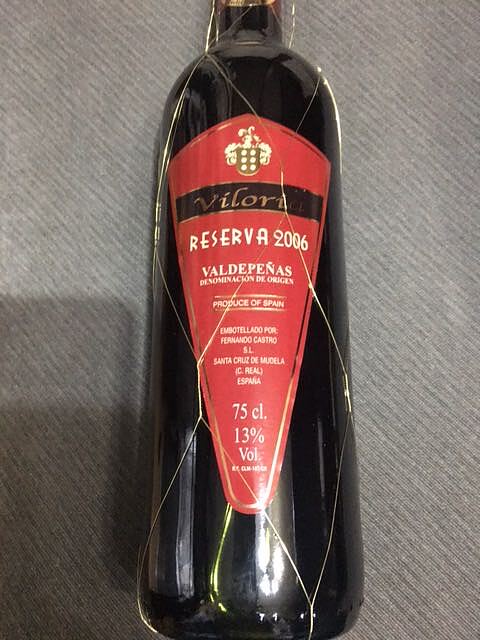 Viloria
RESERVA 2006
VALDEPEÑAS
DENOMINACIÓN DE ORIGEN
PRODUCE OF SPAIN
EMBOTELLADO POR:
FERNANDO CASTRO
S.L.
SANTA CRUZ DE MUDELA
(C. REAL)
ESPAÑA
75 cl.
13%
Vol.